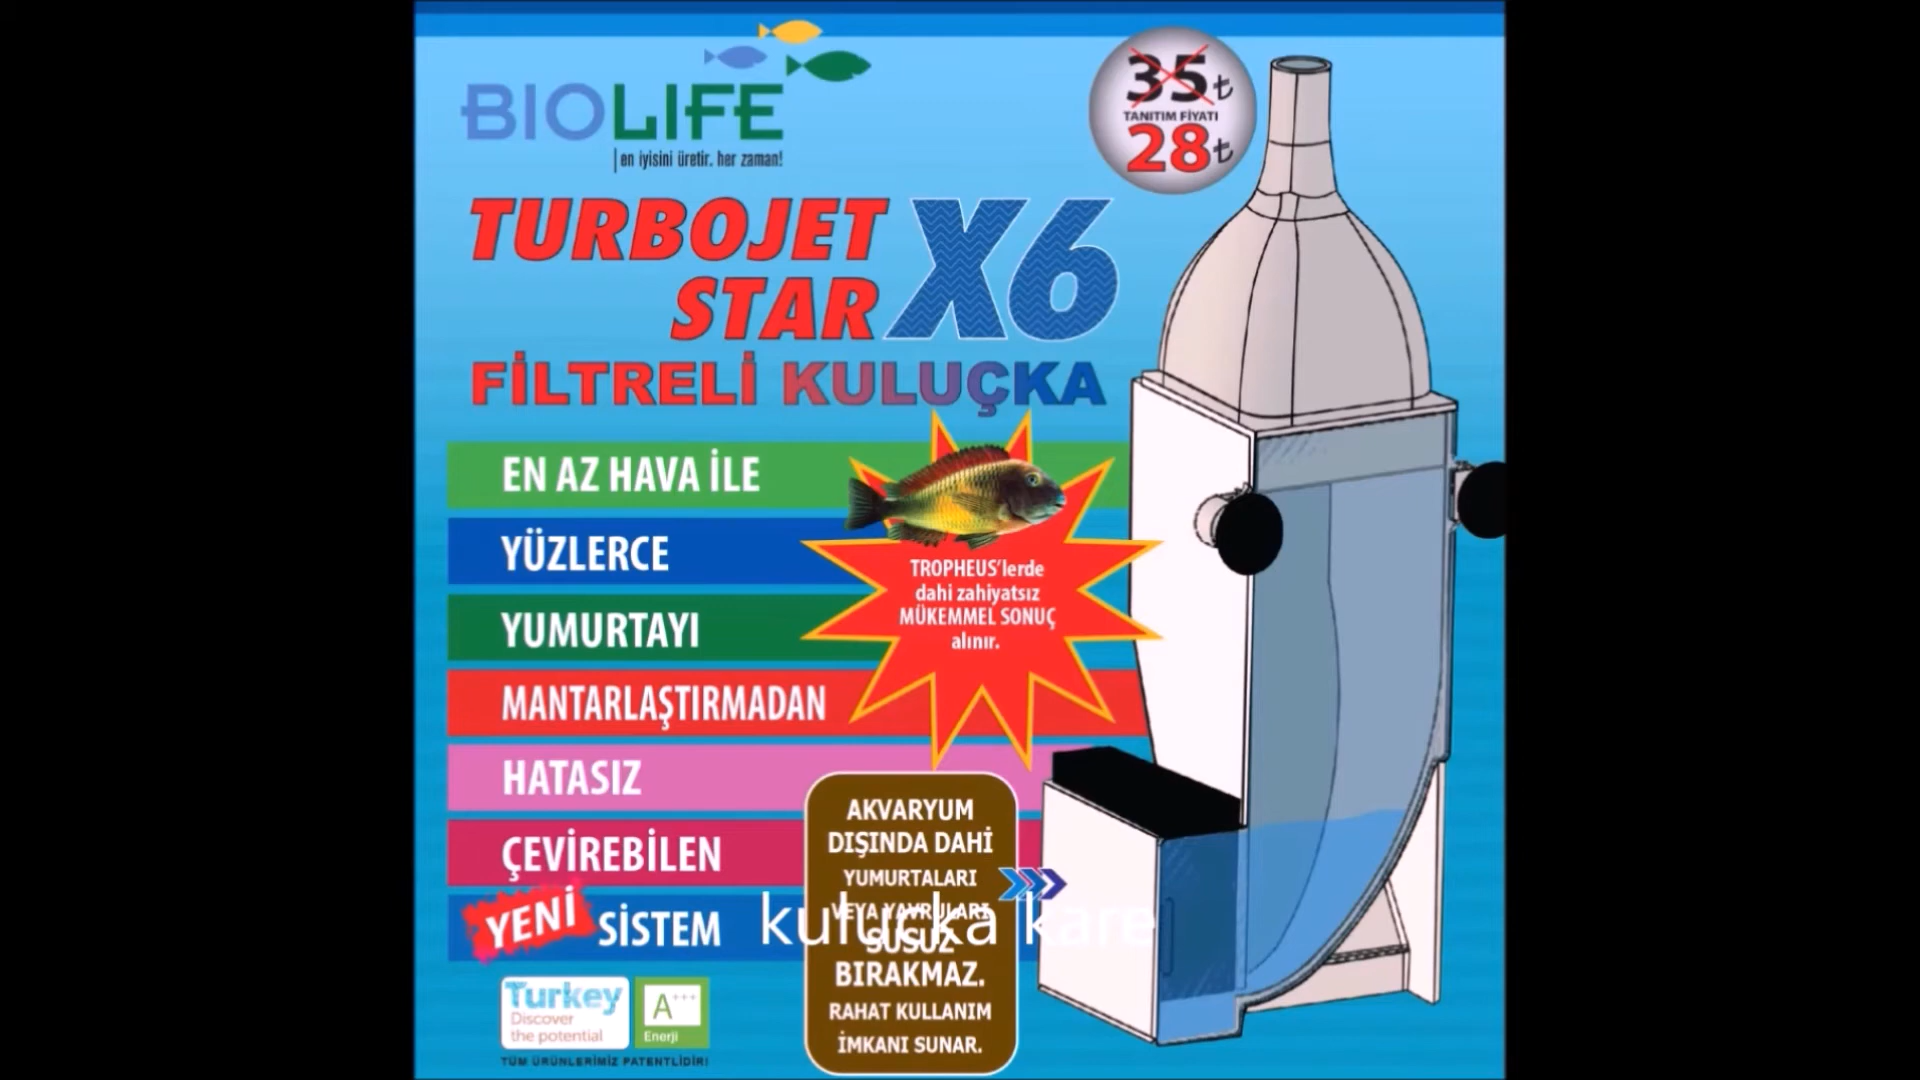 BIOLIFE
en iyisini üretir. her zaman!
35₺
TANITIM FİYATI
28₺
TURBOJET
STAR X6
FİLTRELİ KULUÇKA
EN AZ HAVA İLE
YÜZLERCE
YUMURTAYI
MANTARLAŞTIRMADAN
HATASIZ
ÇEVİREBİLEN
YENİ SİSTEM
TROPHEUS'lerde
dahi zahiyatsız
MÜKEMMEL SONUÇ
alınır.
AKVARYUM
DIŞINDA DAHİ
YUMURTALARI
VEYA YAVRULARI
SUSUZ
BIRAKMAZ.
RAHAT KULLANIM
İMKANI SUNAR.
kuluçka kare
Turkey
Discover
the potential
A+++
Enerji
TÜM ÜRÜNLERİMİZ PATENTLİDİR!